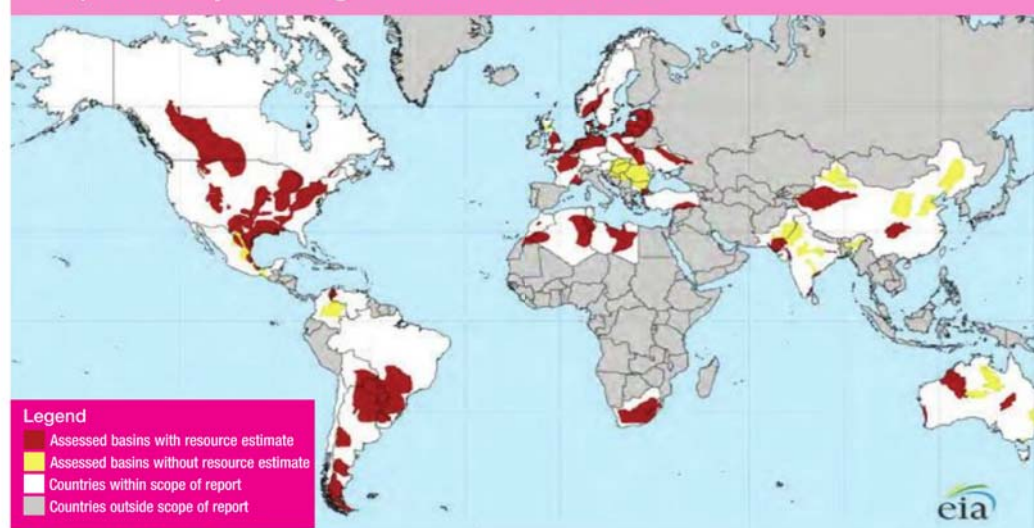 Legend
Assessed basins with resource estimate
Assessed basins without resource estimate
Countries within scope of report
Countries outside scope of report
eia